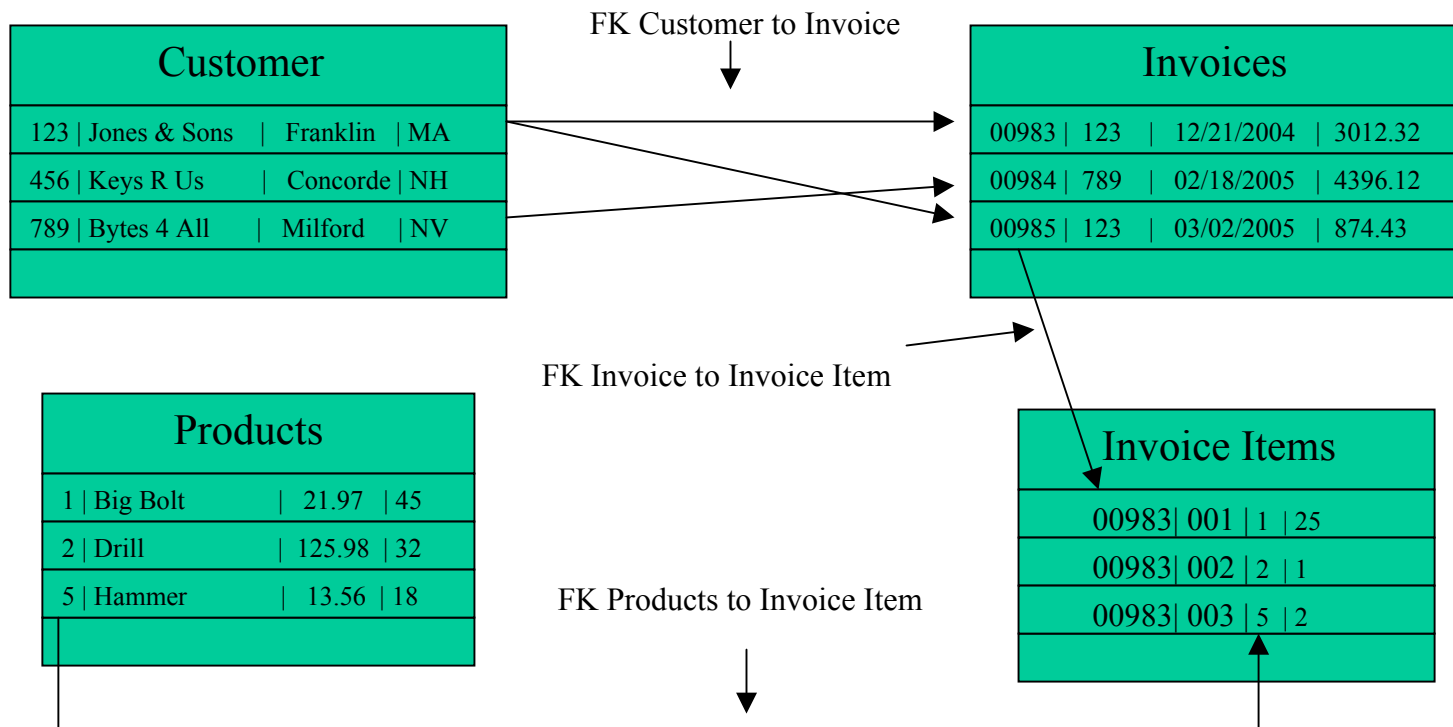 FK Customer to Invoice
Customer
123 | Jones & Sons | Franklin | MA
456 | Keys R Us | Concorde | NH
789 | Bytes 4 All | Milford | NV
Invoices
00983 | 123 | 12/21/2004 | 3012.32
00984 | 789 | 02/18/2005 | 4396.12
00985 | 123 | 03/02/2005 | 874.43
FK Invoice to Invoice Item
Products
1 | Big Bolt | 21.97 | 45
2 | Drill | 125.98 | 32
5 | Hammer | 13.56 | 18
Invoice Items
00983| 001 | 1 | 25
00983| 002 | 2 | 1
00983| 003 | 5 | 2
FK Products to Invoice Item